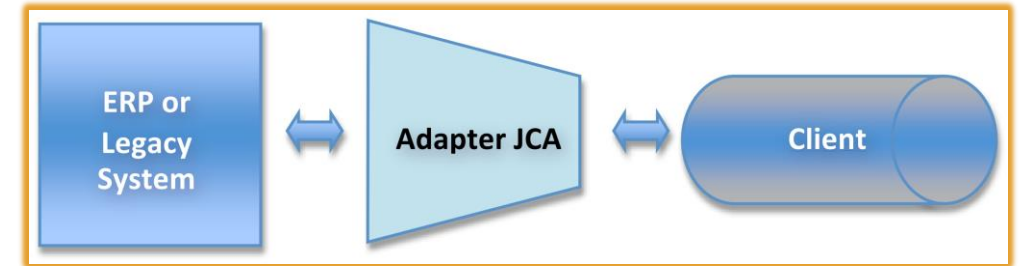 ERP or
Legacy
System
Adapter JCA
Client